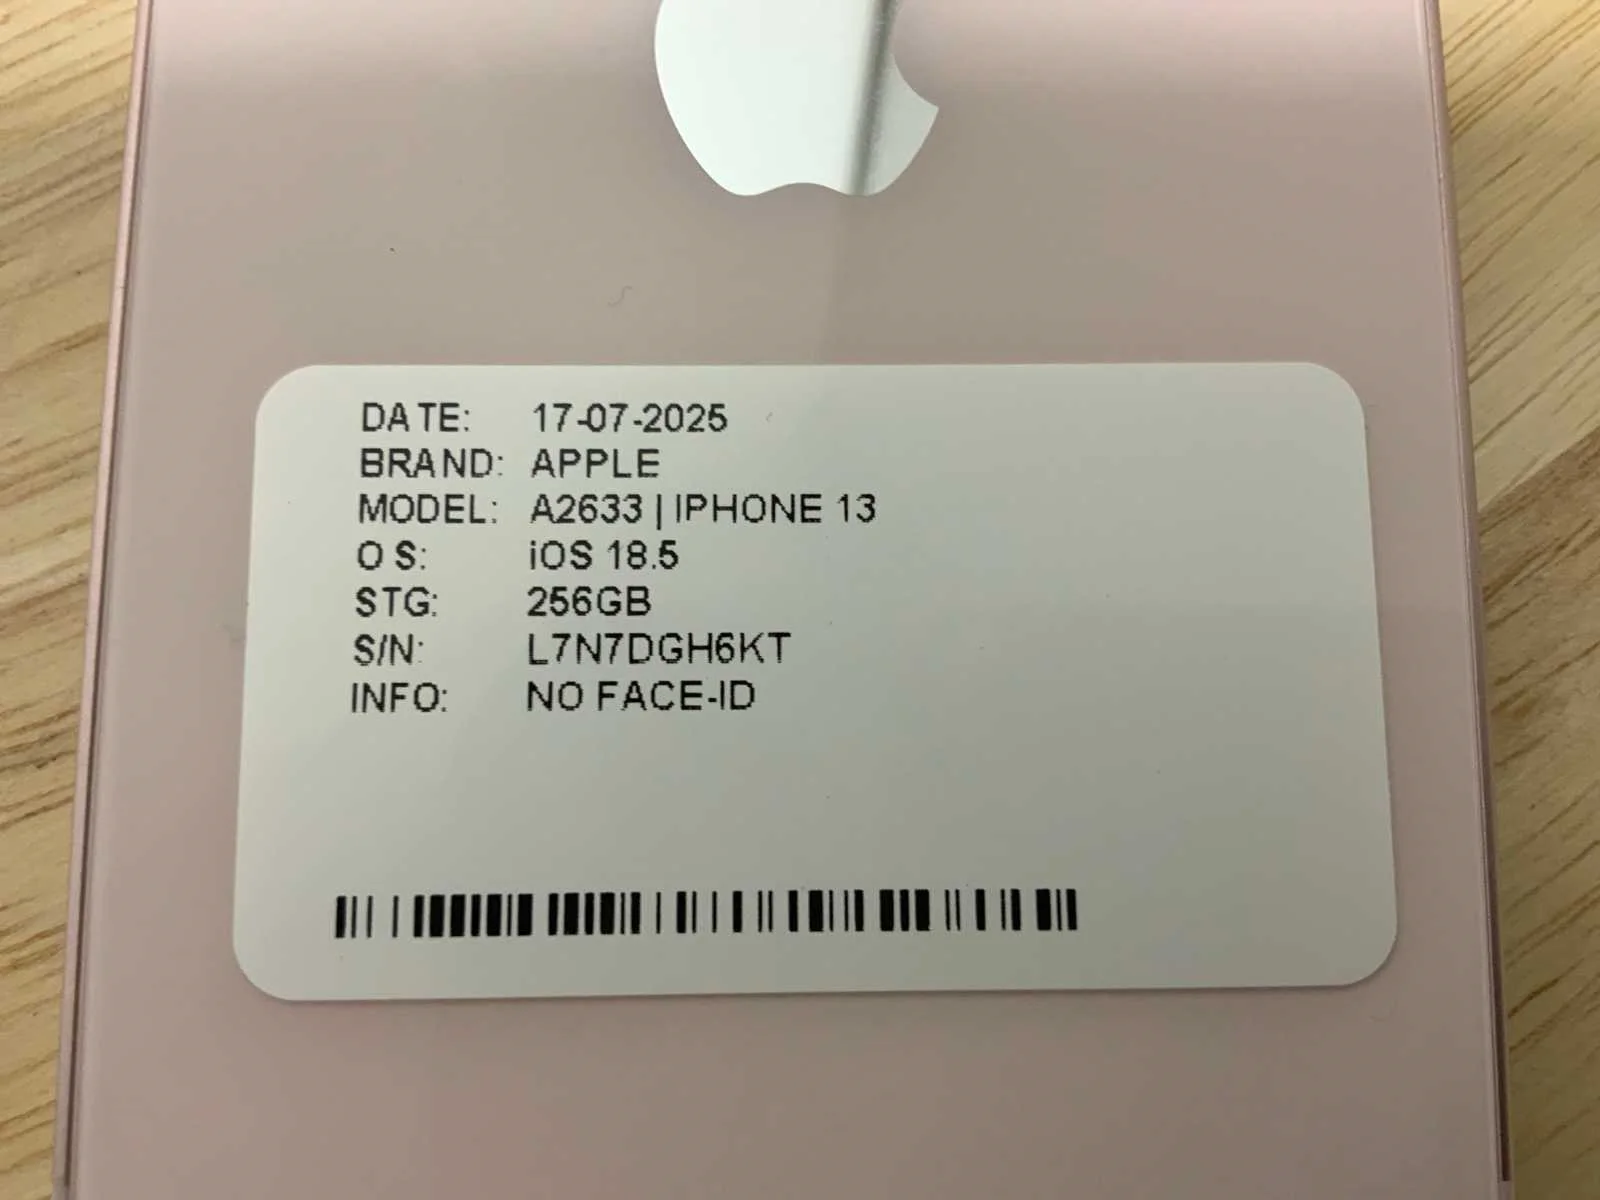 DATE: 17-07-2025
BRAND: APPLE
MODEL: A2633 | IPHONE 13
OS: iOS 18.5
STG: 256GB
S/N: L7N7DGH6KT
INFO: NO FACE-ID